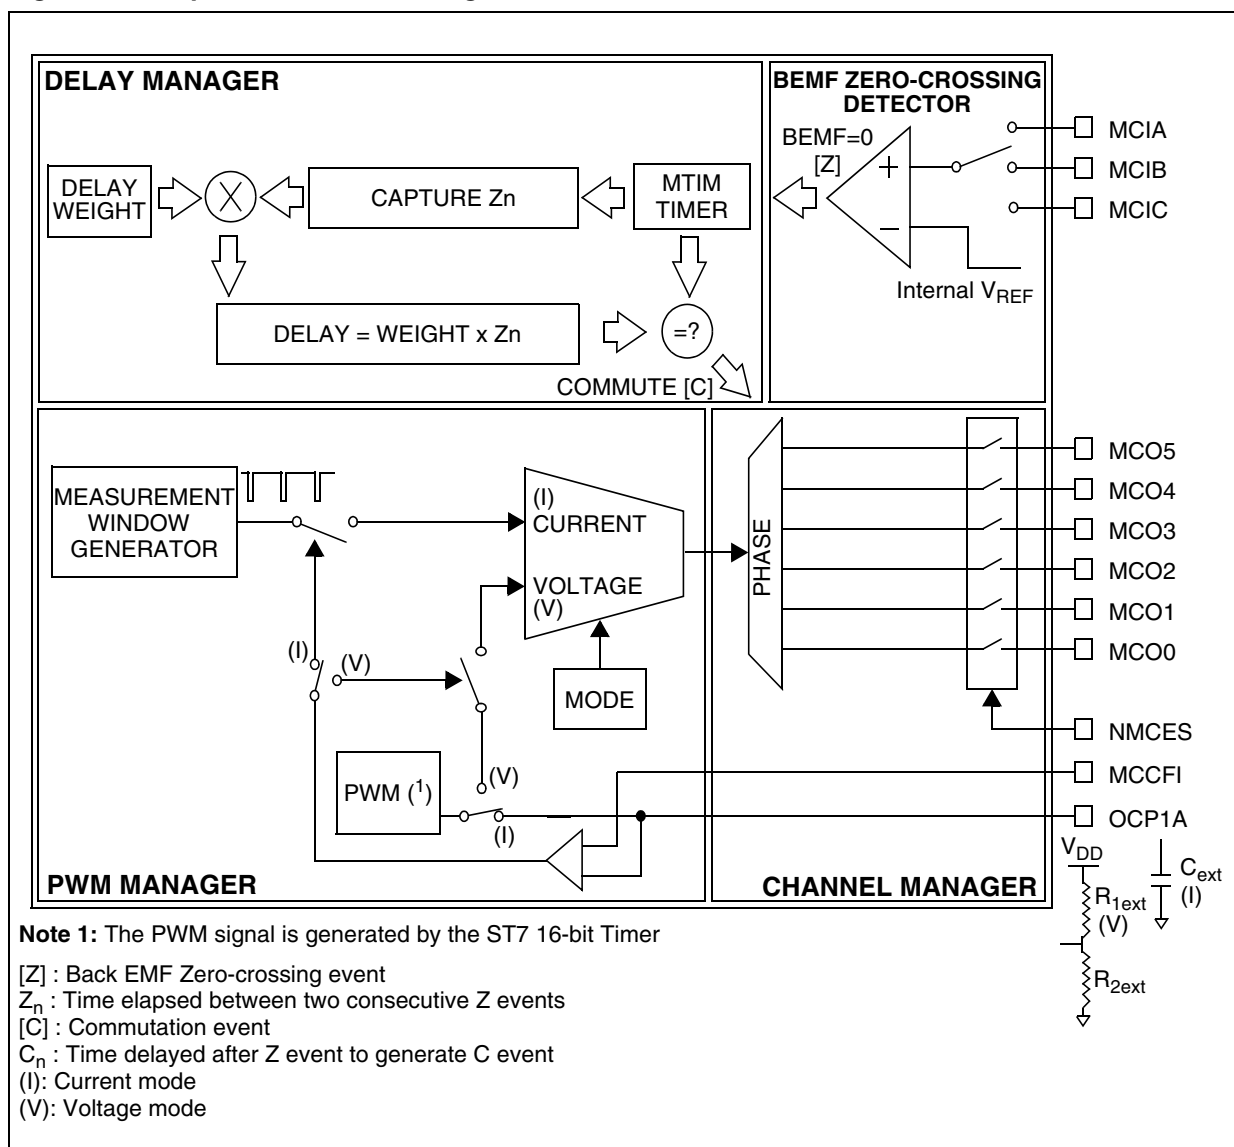 DELAY MANAGER
BEMF ZERO-CROSSING
DETECTOR
BEMF=0
[Z]
+
−
Internal VREF
MCIA
MCIB
MCIC
DELAY
WEIGHT
X
CAPTURE Zn
MTIM
TIMER
DELAY = WEIGHT x Zn
=?
COMMUTE [C]
MEASUREMENT
WINDOW
GENERATOR
(I)
CURRENT
VOLTAGE
(V)
MODE
(I)
(V)
PWM (1)
(V)
(I)
PWM MANAGER
PHASE
CHANNEL MANAGER
MCO5
MCO4
MCO3
MCO2
MCO1
MCO0
NMCES
MCCFI
OCP1A
VDD
R1ext
(V)
R2ext
Cext
(I)
Note 1: The PWM signal is generated by the ST7 16-bit Timer
[Z] : Back EMF Zero-crossing event
Zn : Time elapsed between two consecutive Z events
[C] : Commutation event
Cn : Time delayed after Z event to generate C event
(I): Current mode
(V): Voltage mode